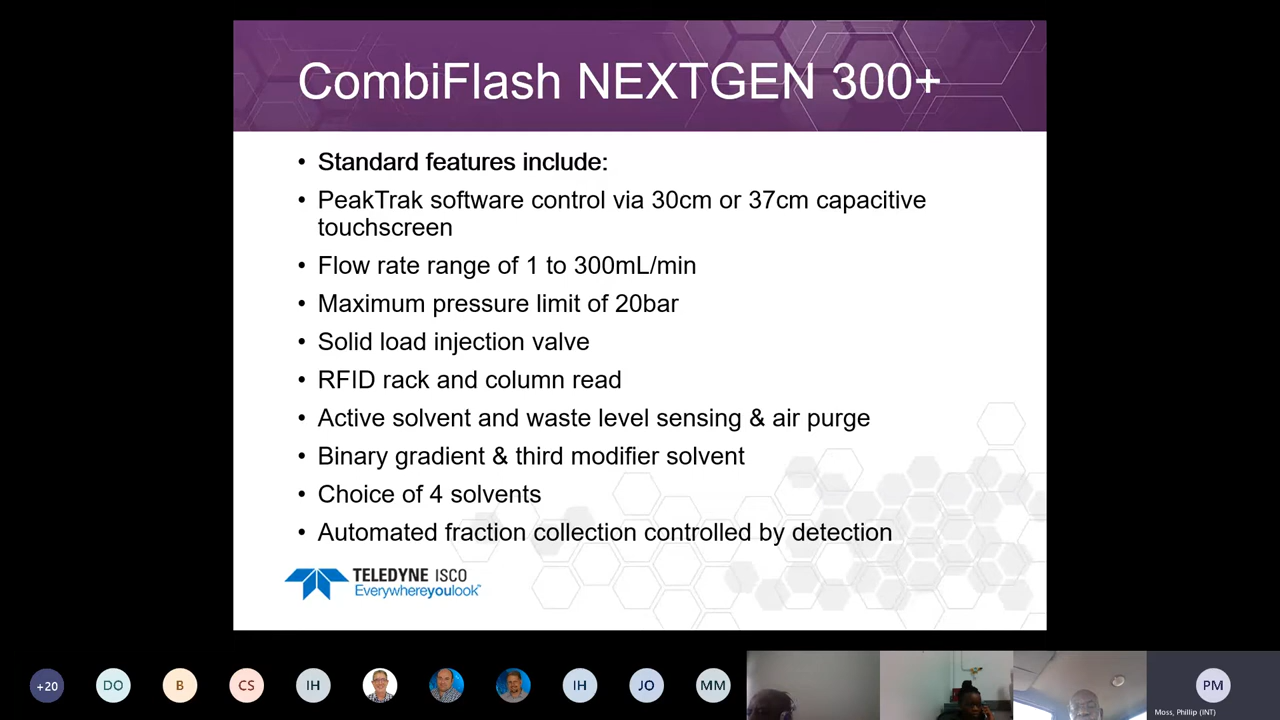 CombiFlash NEXTGEN 300+
• Standard features include:
• PeakTrak software control via 30cm or 37cm capacitive
touchscreen
• Flow rate range of 1 to 300mL/min
• Maximum pressure limit of 20bar
• Solid load injection valve
• RFID rack and column read
• Active solvent and waste level sensing & air purge
• Binary gradient & third modifier solvent
• Choice of 4 solvents
• Automated fraction collection controlled by detection
TELEDYNE ISCO
Everywhereyoulook™
+20 DO B CS IH IH JO MM PM
Moss, Phillip (INT)